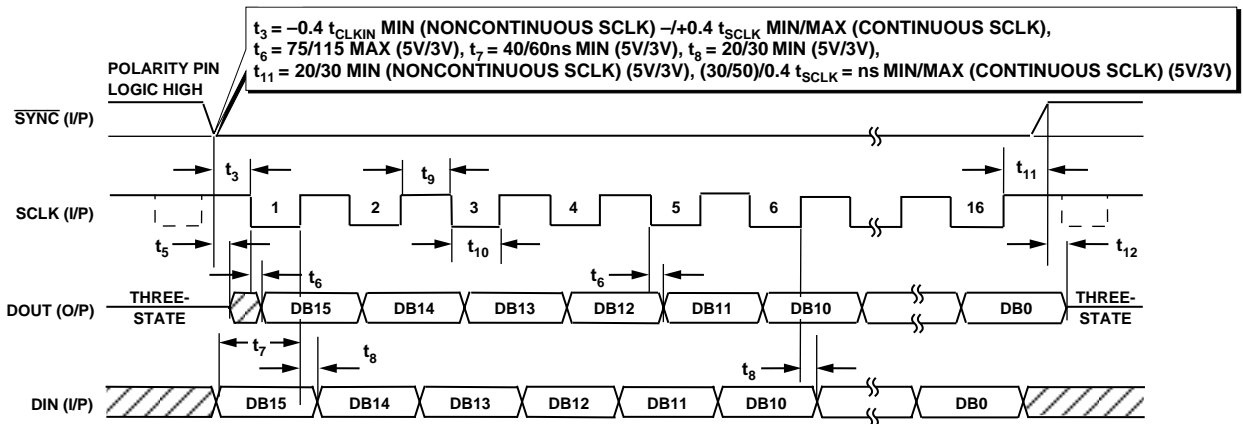 t3 = –0.4 tCLKIN MIN (NONCONTINUOUS SCLK) –/+0.4 tSCLK MIN/MAX (CONTINUOUS SCLK),
t6 = 75/115 MAX (5V/3V), t7 = 40/60ns MIN (5V/3V), t8 = 20/30 MIN (5V/3V),
t11 = 20/30 MIN (NONCONTINUOUS SCLK) (5V/3V), (30/50)/0.4 tSCLK = ns MIN/MAX (CONTINUOUS SCLK) (5V/3V)
POLARITY PIN
LOGIC HIGH
SYNC (I/P)
t3
t9
t11
SCLK (I/P)
1
2
3
4
5
6
16
t5
t10
t12
t6
t6
DOUT (O/P)
THREE-
STATE
DB15
DB14
DB13
DB12
DB11
DB10
DB0
THREE-
STATE
t7
t8
t8
DIN (I/P)
DB15
DB14
DB13
DB12
DB11
DB10
DB0